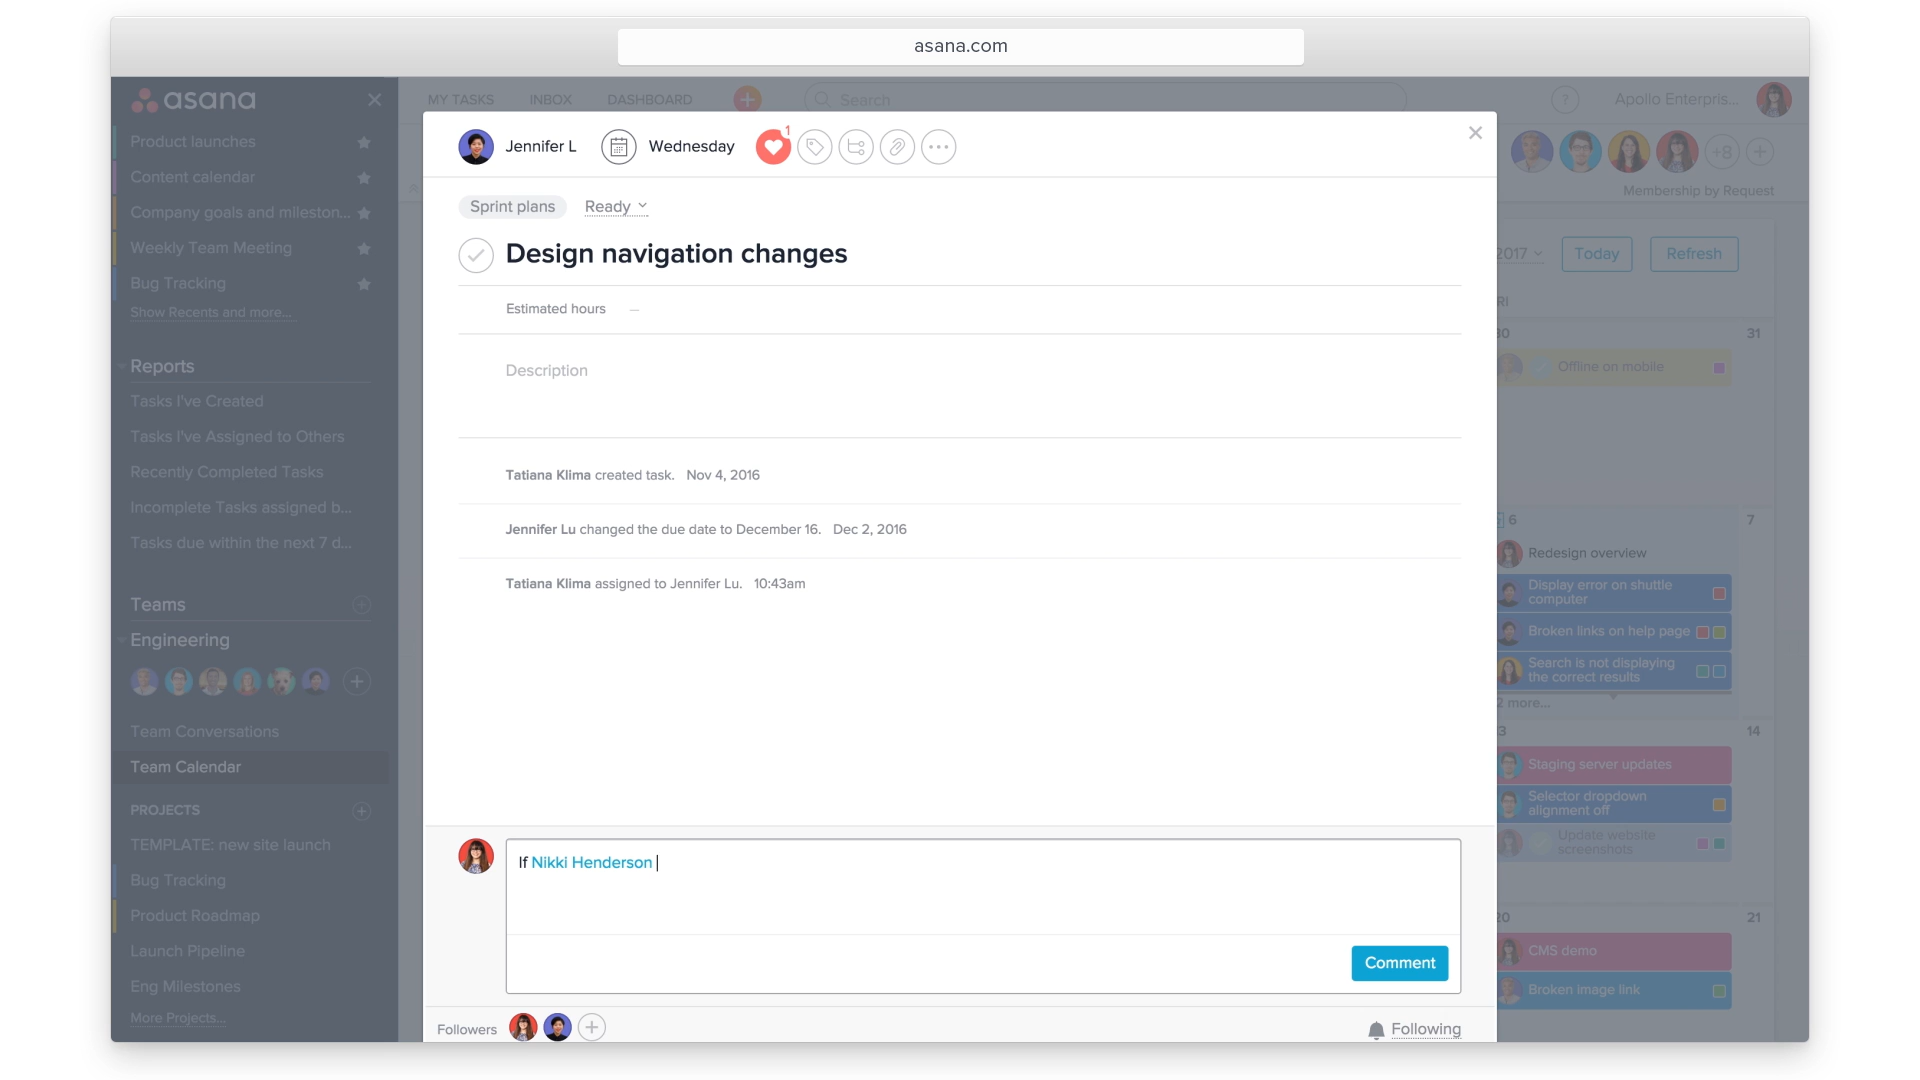 asana.com
asana
MY TASKS INBOX DASHBOARD Search ? Apollo Enterpris...
Product launches
Content calendar
Company goals and mileston...
Weekly Team Meeting
Bug Tracking
Show Recents and more...
Reports
Tasks I've Created
Tasks I've Assigned to Others
Recently Completed Tasks
Incomplete Tasks assigned b...
Tasks due within the next 7 d...
Teams
Engineering
Team Conversations
Team Calendar
PROJECTS
TEMPLATE: new site launch
Bug Tracking
Product Roadmap
Launch Pipeline
Eng Milestones
More Projects...
Jennifer L Wednesday 1
Sprint plans Ready
Design navigation changes
Estimated hours –
Description
Tatiana Klima created task. Nov 4, 2016
Jennifer Lu changed the due date to December 16. Dec 2, 2016
Tatiana Klima assigned to Jennifer Lu. 10:43am
If Nikki Henderson
Comment
Followers Following
+8
Membership by Request
2017 Today Refresh
RI
30 31
Offline on mobile
6 7
Redesign overview
Display error on shuttle
computer
Broken links on help page
Search is not displaying
the correct results
2 more...
3 14
Staging server updates
Selector dropdown
alignment off
Update website
screenshots
20 21
CMS demo
Broken image link